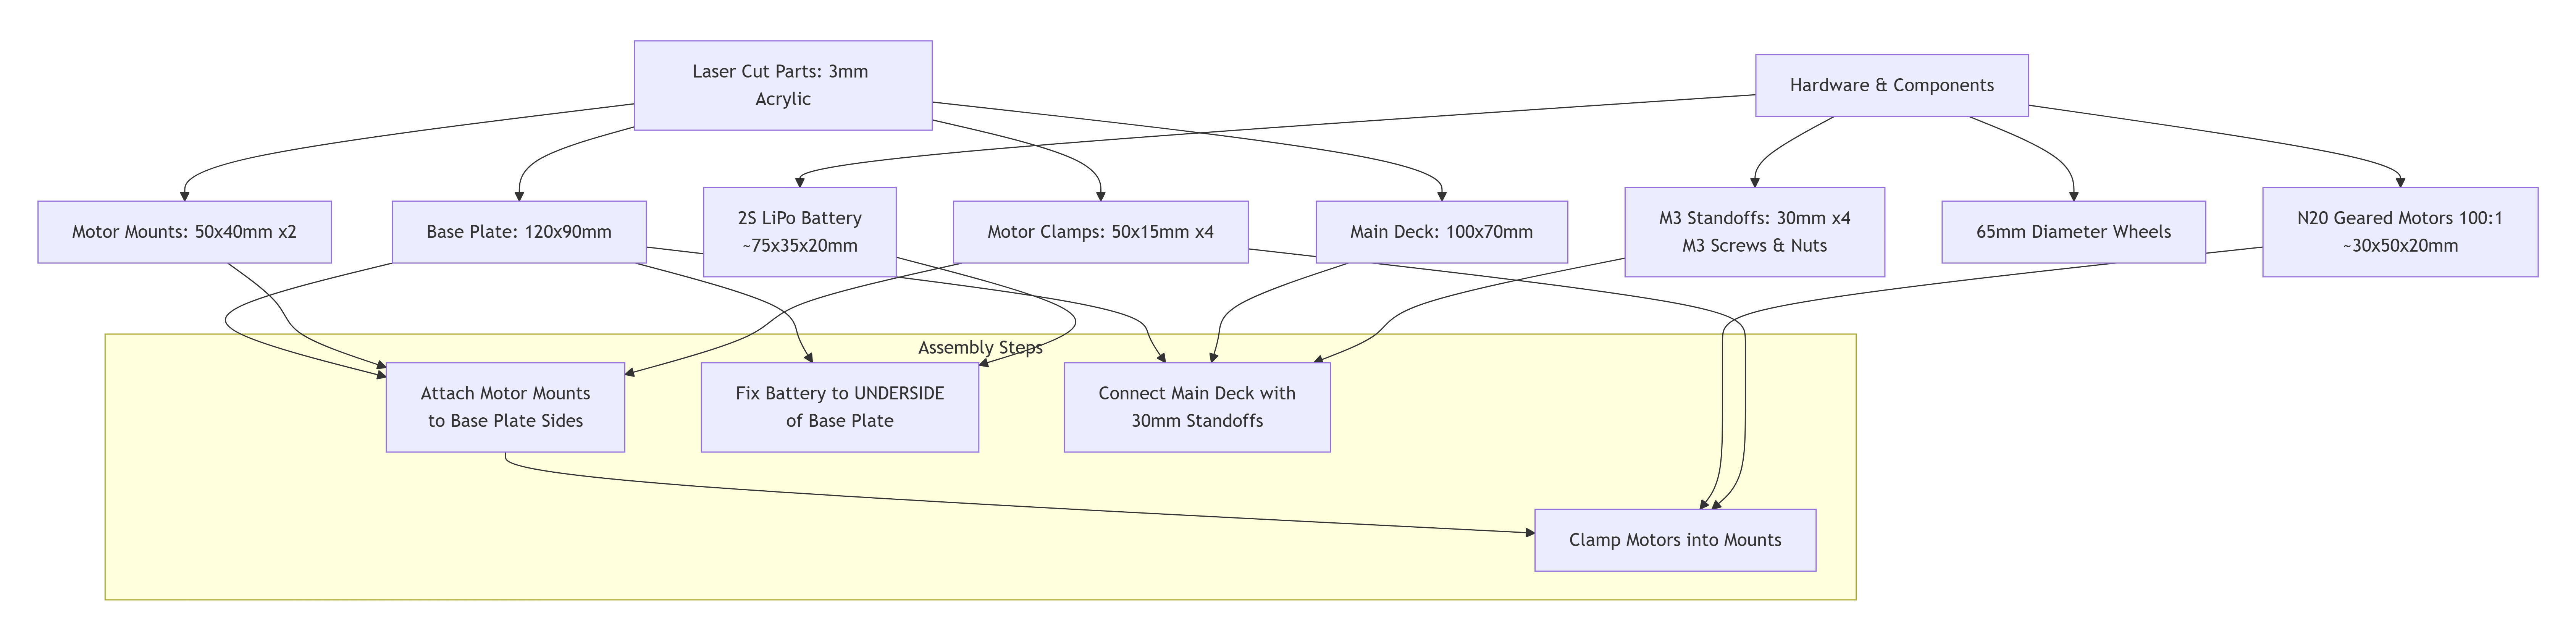 Laser Cut Parts: 3mm
Acrylic
Hardware & Components
Motor Mounts: 50x40mm x2
Base Plate: 120x90mm
2S LiPo Battery
~75x35x20mm
Motor Clamps: 50x15mm x4
Main Deck: 100x70mm
M3 Standoffs: 30mm x4
M3 Screws & Nuts
65mm Diameter Wheels
N20 Geared Motors 100:1
~30x50x20mm
Assembly Steps
Attach Motor Mounts
to Base Plate Sides
Fix Battery to UNDERSIDE
of Base Plate
Connect Main Deck with
30mm Standoffs
Clamp Motors into Mounts